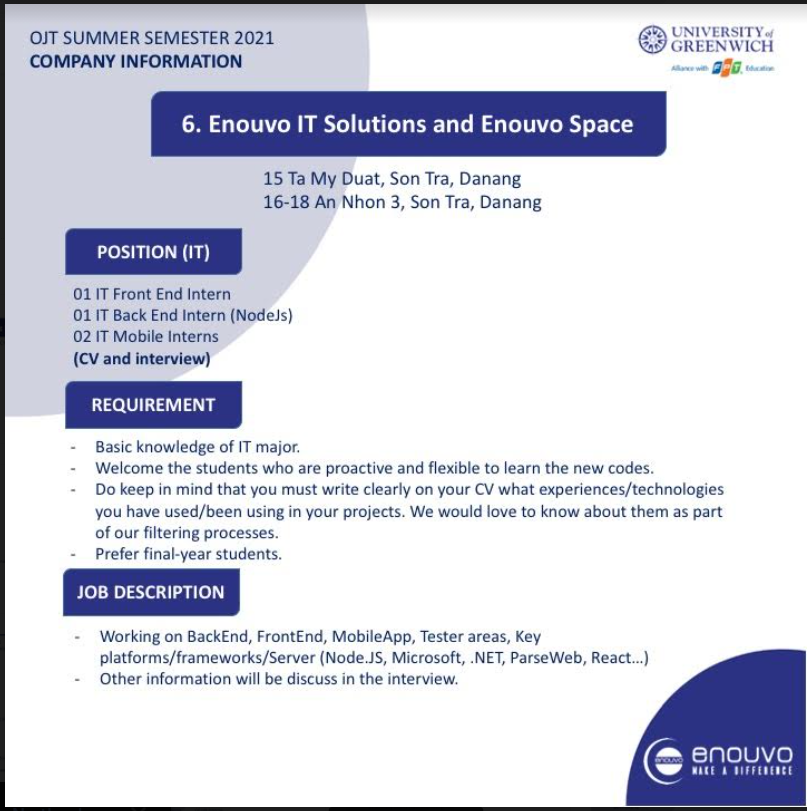 OJT SUMMER SEMESTER 2021
COMPANY INFORMATION
UNIVERSITY of
GREENWICH
Alliance with FPT Education
6. Enouvo IT Solutions and Enouvo Space
15 Ta My Duat, Son Tra, Danang
16-18 An Nhon 3, Son Tra, Danang
POSITION (IT)
01 IT Front End Intern
01 IT Back End Intern (NodeJs)
02 IT Mobile Interns
(CV and interview)
REQUIREMENT
- Basic knowledge of IT major.
- Welcome the students who are proactive and flexible to learn the new codes.
- Do keep in mind that you must write clearly on your CV what experiences/technologies
you have used/been using in your projects. We would love to know about them as part
of our filtering processes.
- Prefer final-year students.
JOB DESCRIPTION
- Working on BackEnd, FrontEnd, MobileApp, Tester areas, Key
platforms/frameworks/Server (Node.JS, Microsoft, .NET, ParseWeb, React...)
- Other information will be discuss in the interview.
enouvo
enouvo
MAKE A DIFFERENCE